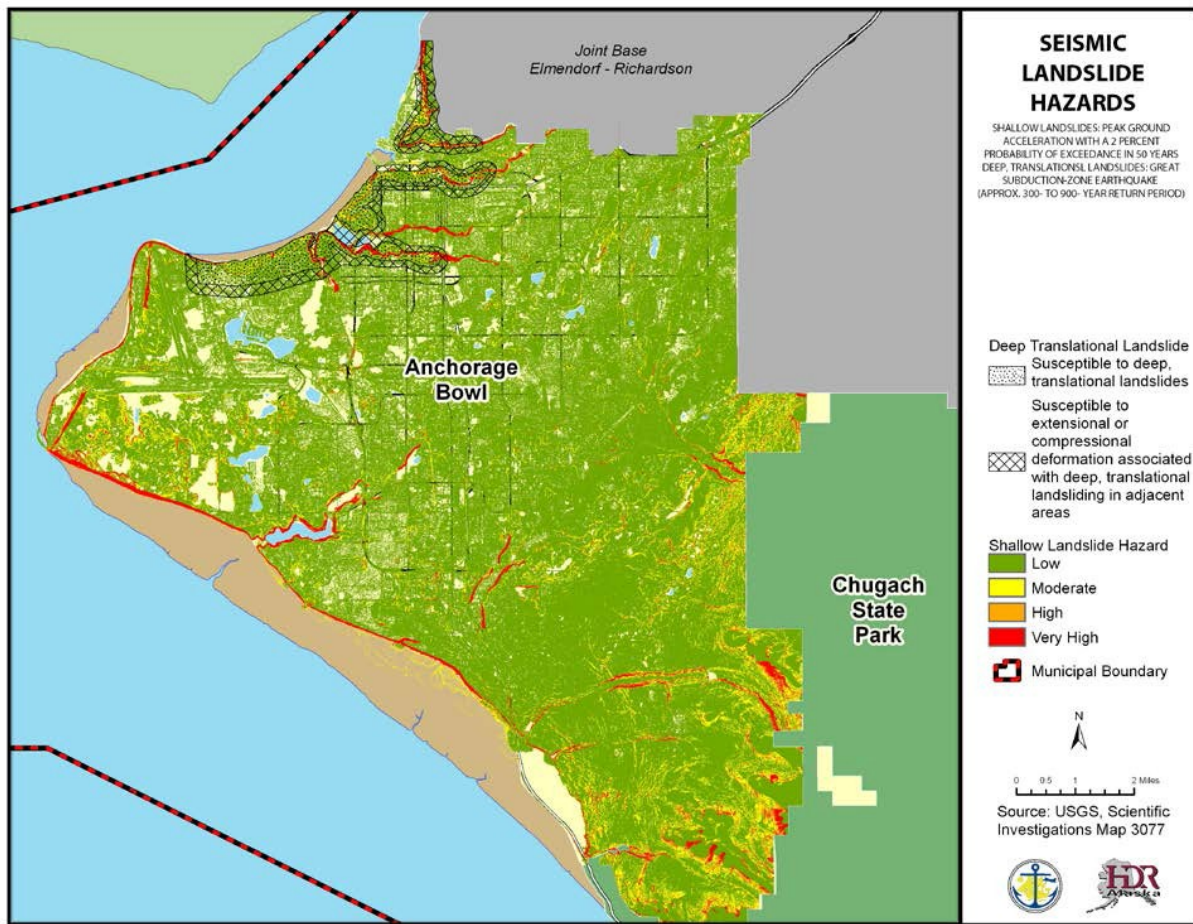 Joint Base
Elmendorf - Richardson
Anchorage
Bowl
Chugach
State
Park
SEISMIC
LANDSLIDE
HAZARDS
SHALLOW LANDSLIDES: PEAK GROUND
ACCELERATION WITH A 2 PERCENT
PROBABILITY OF EXCEEDANCE IN 50 YEARS
DEEP, TRANSLATIONSL LANDSLIDES: GREAT
SUBDUCTION-ZONE EARTHQUAKE
(APPROX. 300- TO 900- YEAR RETURN PERIOD)
Deep Translational Landslide
Susceptible to deep,
translational landslides
Susceptible to
extensional or
compressional
deformation associated
with deep, translational
landsliding in adjacent
areas
Shallow Landslide Hazard
Low
Moderate
High
Very High
Municipal Boundary
N
0 0.5 1 2 Miles
Source: USGS, Scientific
Investigations Map 3077
HDR
Alaska